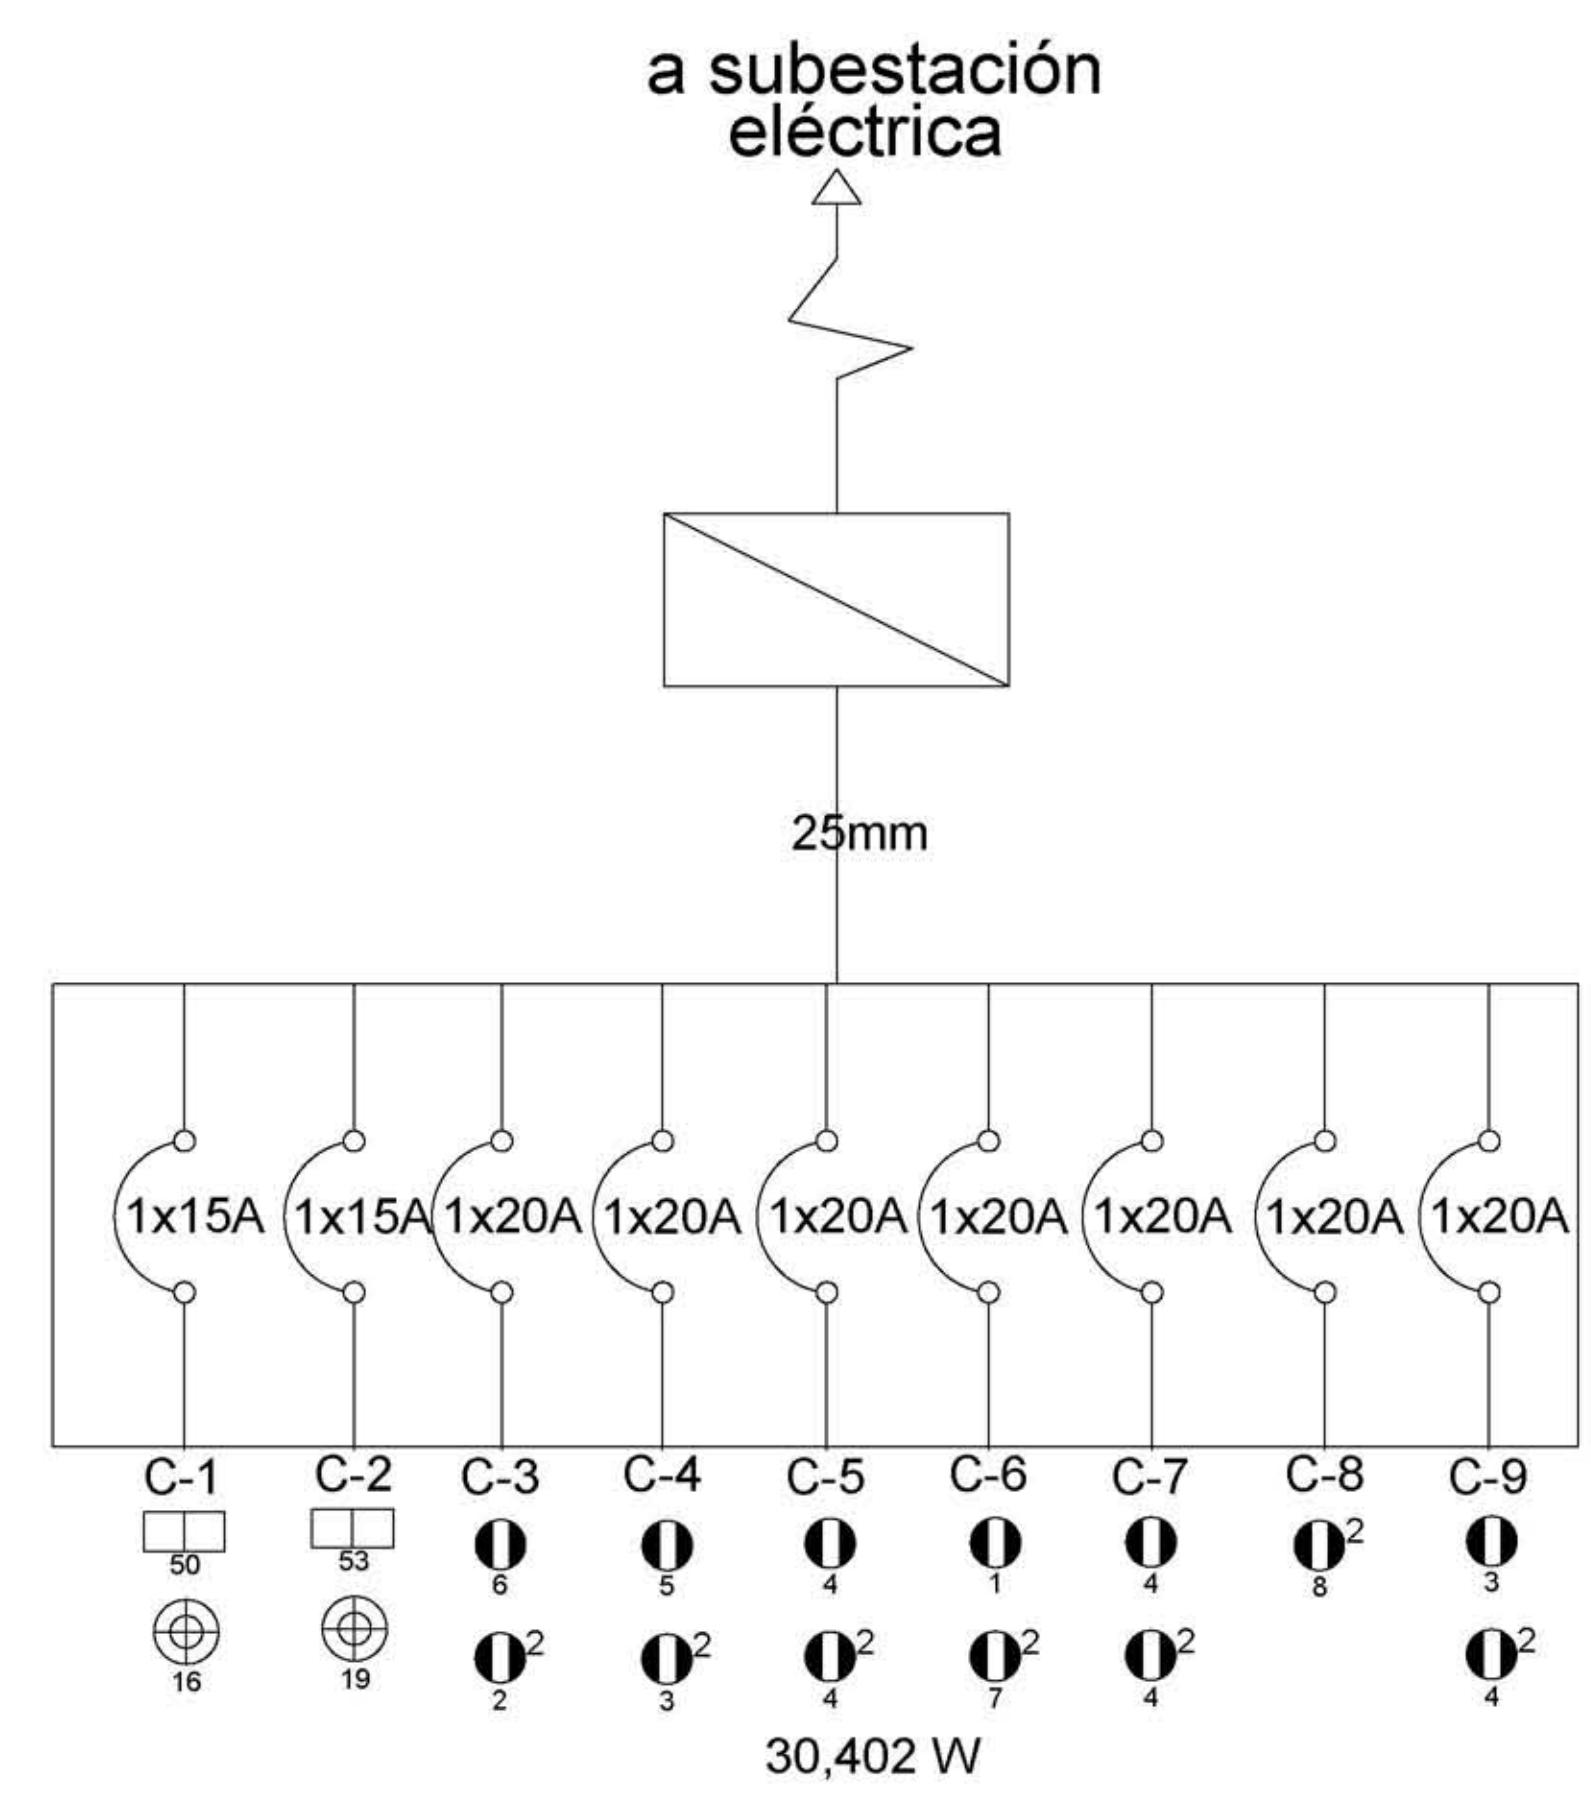 a subestación
eléctrica
25mm
1x15A 1x15A 1x20A 1x20A 1x20A 1x20A 1x20A 1x20A 1x20A
C-1 C-2 C-3 C-4 C-5 C-6 C-7 C-8 C-9
2
50 53 6 5 4 1 4 8 3
2 2 2 2 2 2
16 19 2 3 4 7 4 4
30,402 W